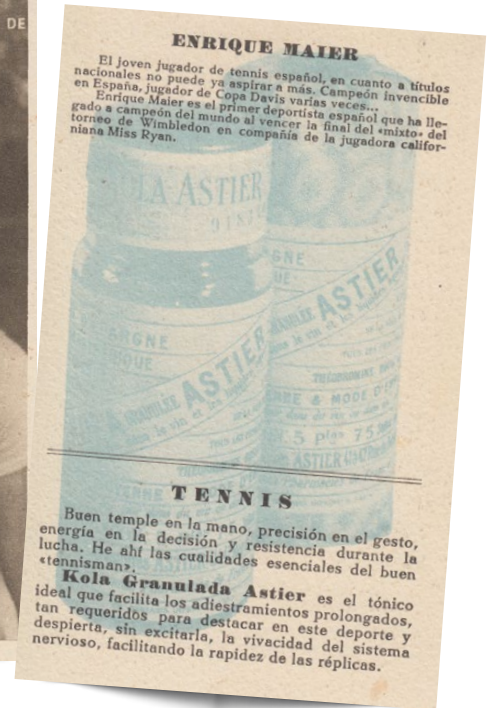 DE
ENRIQUE MAIER
El joven jugador de tennis español, en cuanto a títulos
nacionales no puede ya aspirar a más. Campeón invencible
en España, jugador de Copa Davis varias veces...
Enrique Maier es el primer deportista español que ha lle-
gado a campeón del mundo al vencer la final del «mixto» del
torneo de Wimbledon en compañía de la jugadora califor-
niana Miss Ryan.
ASTIER
ASTIER
ASTIER
TENNIS
Buen temple en la mano, precisión en el gesto,
energía en la decisión y resistencia durante la
lucha. He ahí las cualidades esenciales del buen
«tennisman».
Kola Granulada Astier es el tónico
ideal que facilita los adiestramientos prolongados,
tan requeridos para destacar en este deporte y
despierta, sin excitarla, la vivacidad del sistema
nervioso, facilitando la rapidez de las réplicas.